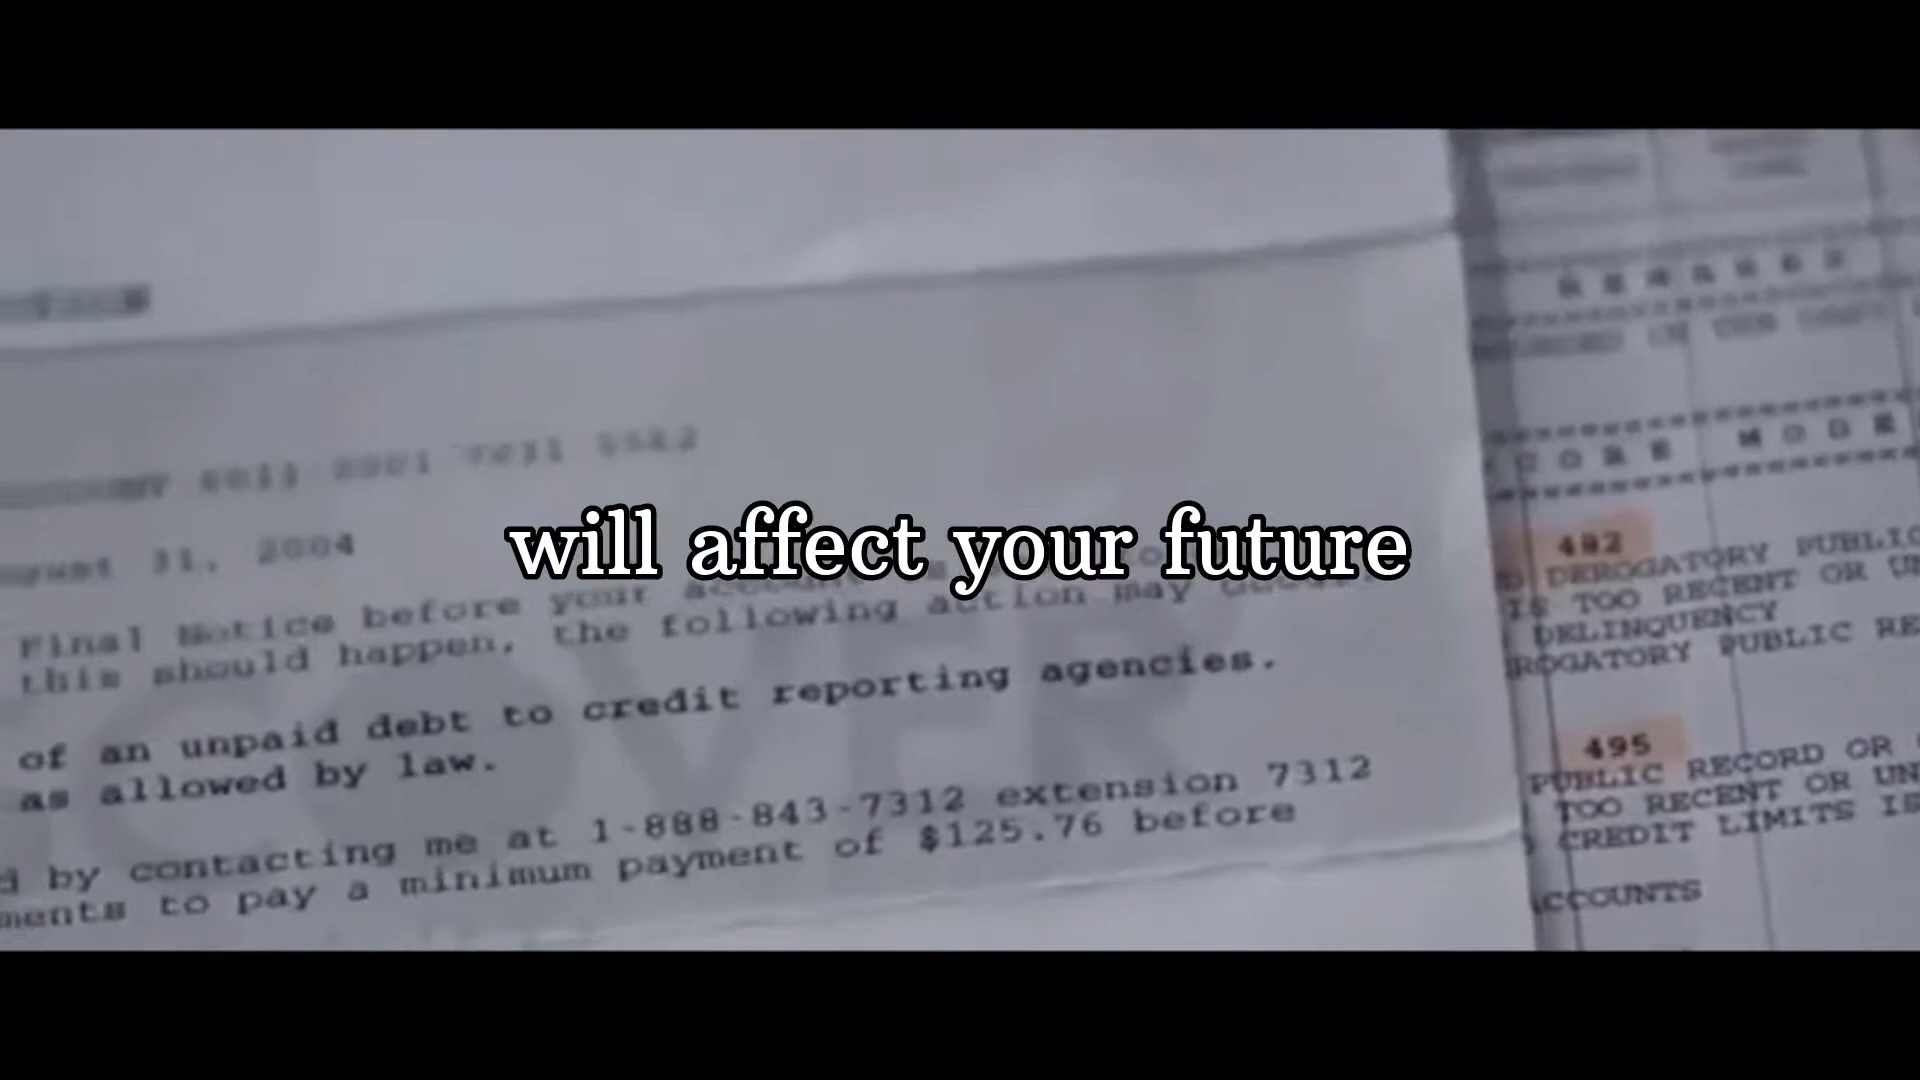 31, 2004
will affect your future
Final Notice before your
this should happen, the following action may
of an unpaid debt to credit reporting agencies.
as allowed by law.
by contacting me at 1-888-843-7312 extension 7312
to pay a minimum payment of $125.76 before
COVER
REMARKS
MODE
482
DEROGATORY PUBLIC
IS TOO RECENT OR
DELINQUENCY
PUBLIC
495
PUBLIC RECORD OR
TOO RECENT OR
CREDIT LIMITS
ACCOUNTS